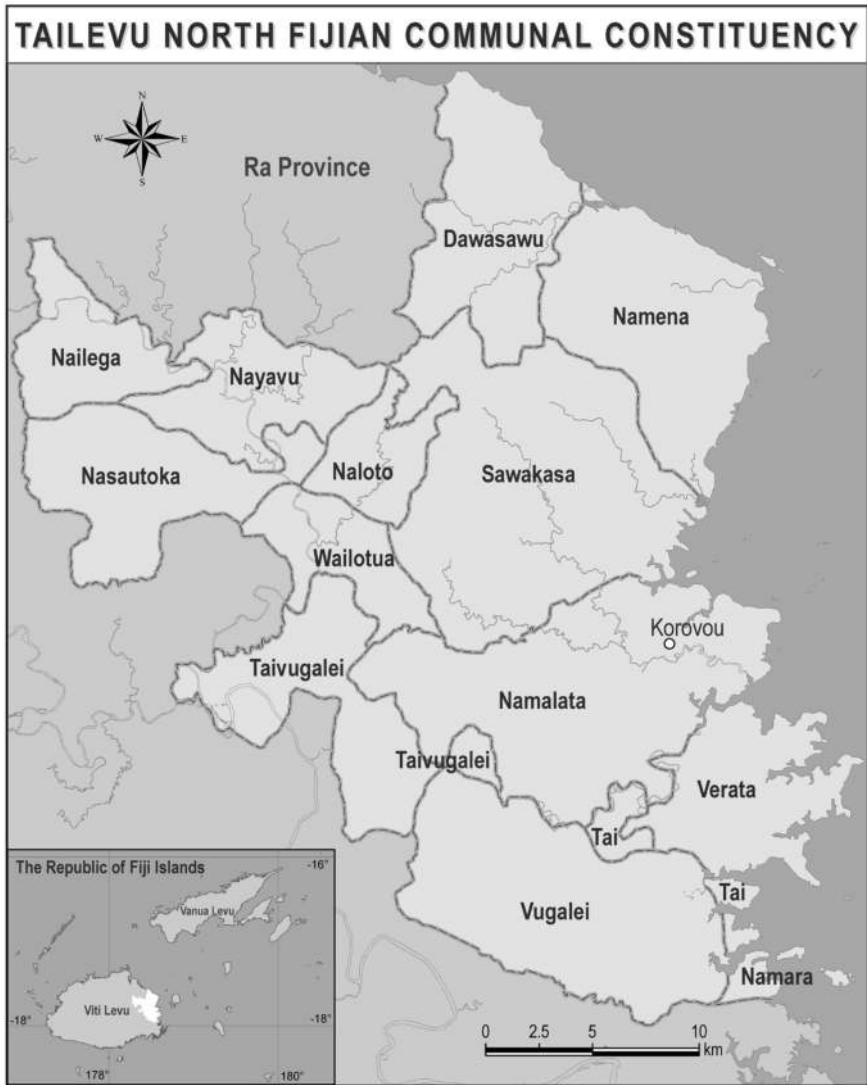 TAILEVU NORTH FIJIAN COMMUNAL CONSTITUENCY
N
W E
S
Ra Province
Dawasawu
Namena
Nailega
Nayavu
Nasautoka
Naloto
Sawakasa
Wailotua
Korovou
Taivugalei
Namalata
Taivugalei
Verata
Tai
Tai
Vugalei
Namara
The Republic of Fiji Islands
-16°
Vanua Levu
Viti Levu
-18°
-18°
178°
180°
0 2.5 5 10
km